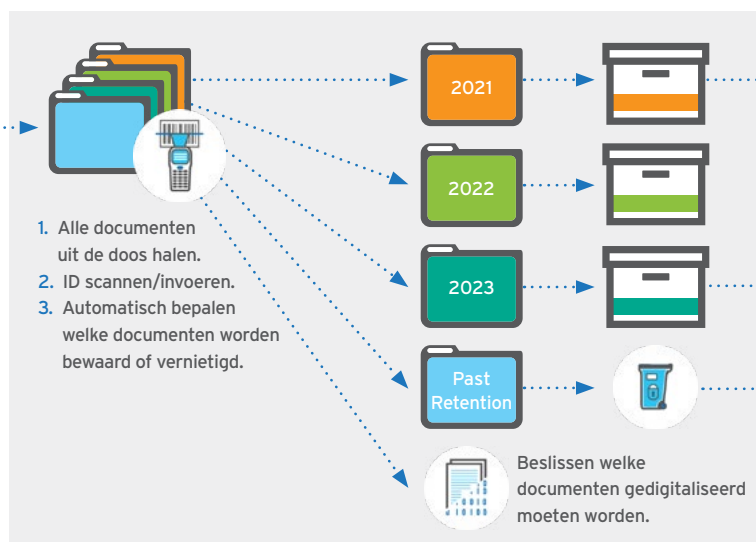 1. Alle documenten
uit de doos halen.
2. ID scannen/invoeren.
3. Automatisch bepalen
welke documenten worden
bewaard of vernietigd.
2021
2022
2023
Past
Retention
Beslissen welke
documenten gedigitaliseerd
moeten worden.